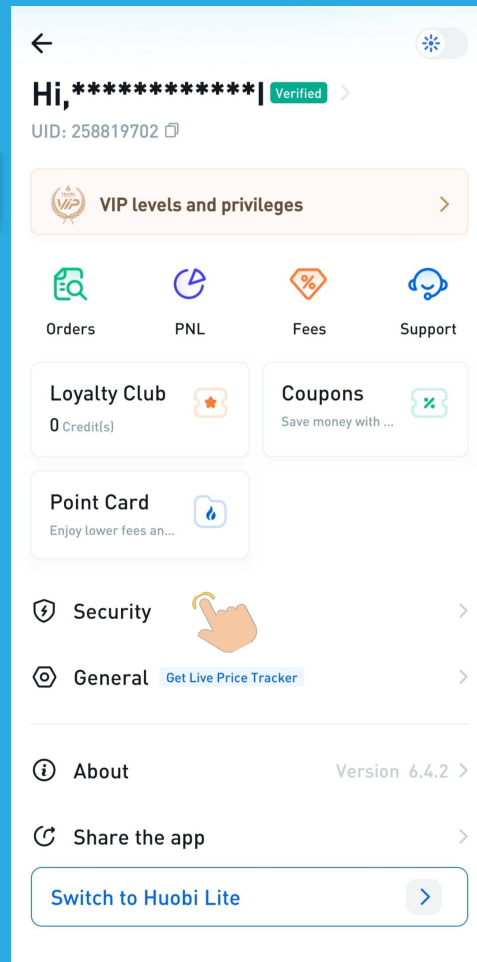 Hi,************l Verified
UID: 258819702
Huobi
VIP
VIP levels and privileges
Orders PNL Fees Support
Loyalty Club
0 Credit(s)
Coupons
Save money with ...
Point Card
Enjoy lower fees an...
Security
General Get Live Price Tracker
About Version 6.4.2
Share the app
Switch to Huobi Lite